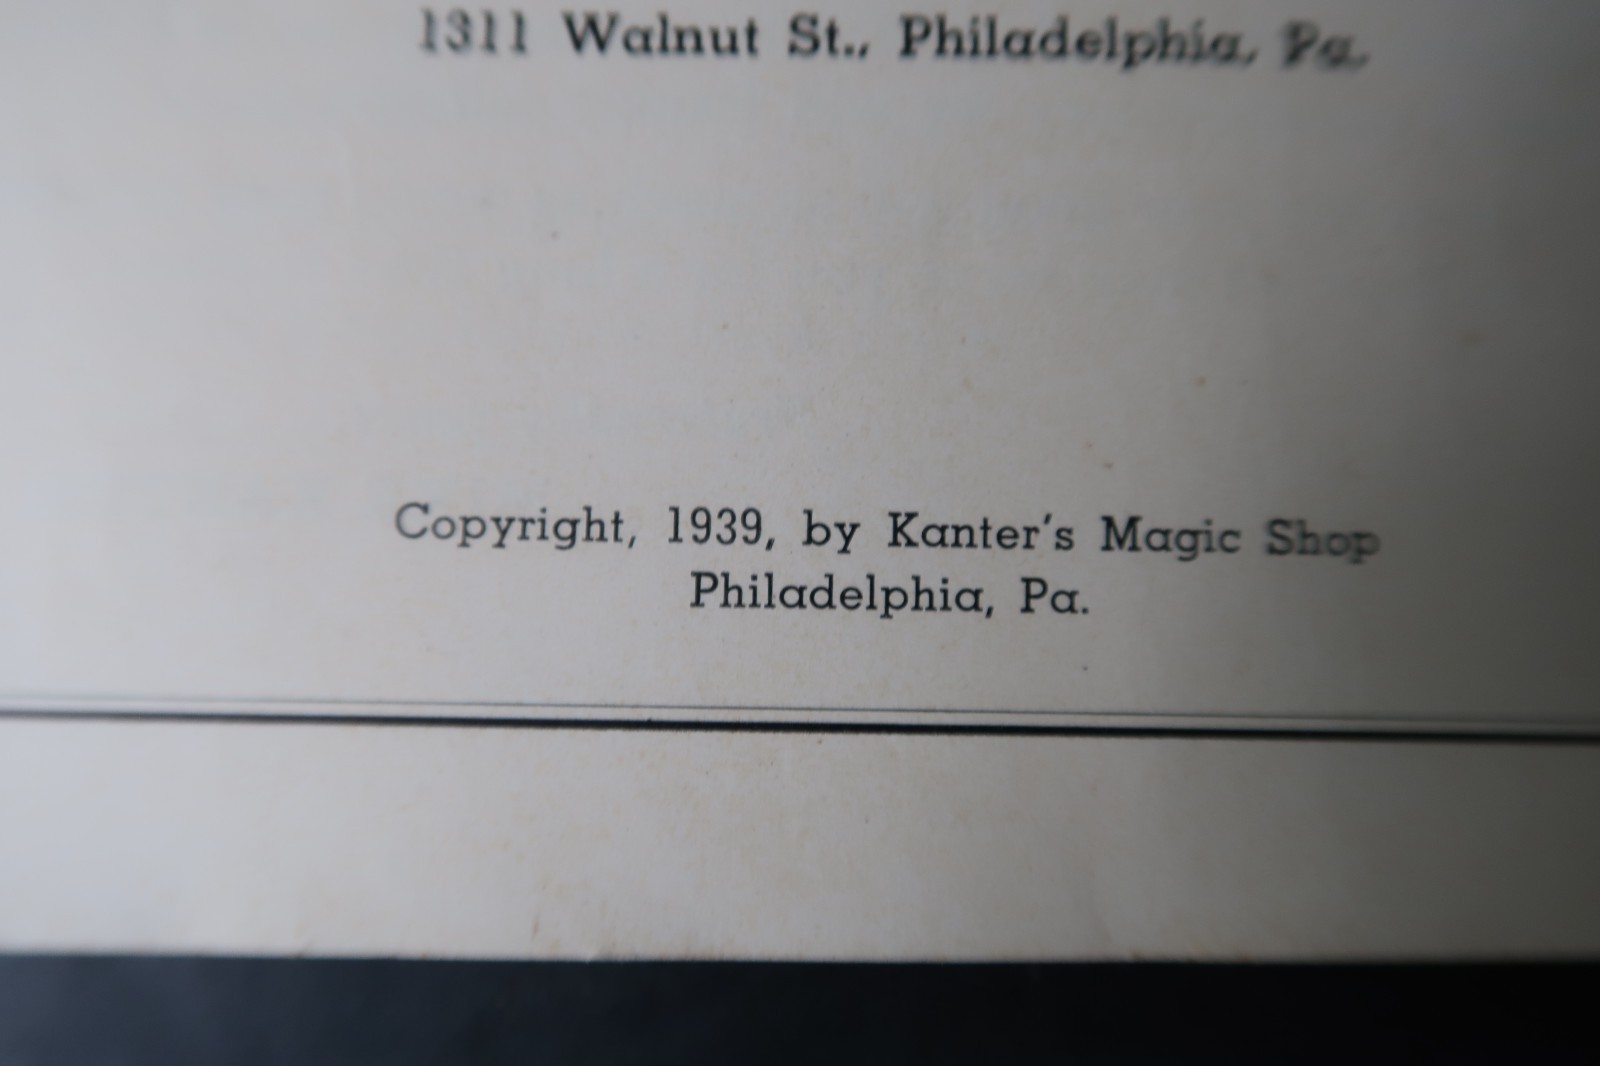 1311 Walnut St., Philadelphia, Pa.
Copyright, 1939, by Kanter's Magic Shop
Philadelphia, Pa.